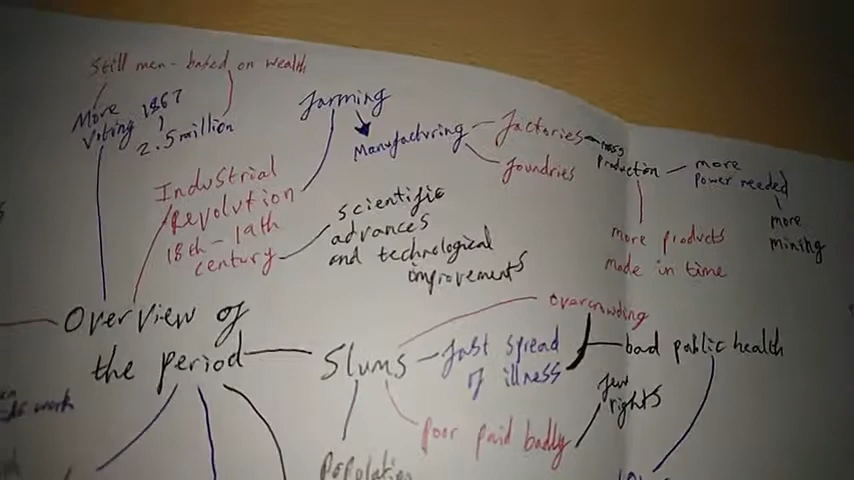 Still men - based on wealth
More 1867
Voting
2.5 million
farming
Manufacturing
factories
foundries
mass
production
more
power needed
more
mining
more products
made in time
Industrial
Revolution
18th - 19th
century
scientific
advances
and technological
improvements
Overview of
the period
Slums
overcrowding
fast spread
of illness
bad public health
few
rights
Poor paid badly
work
Population